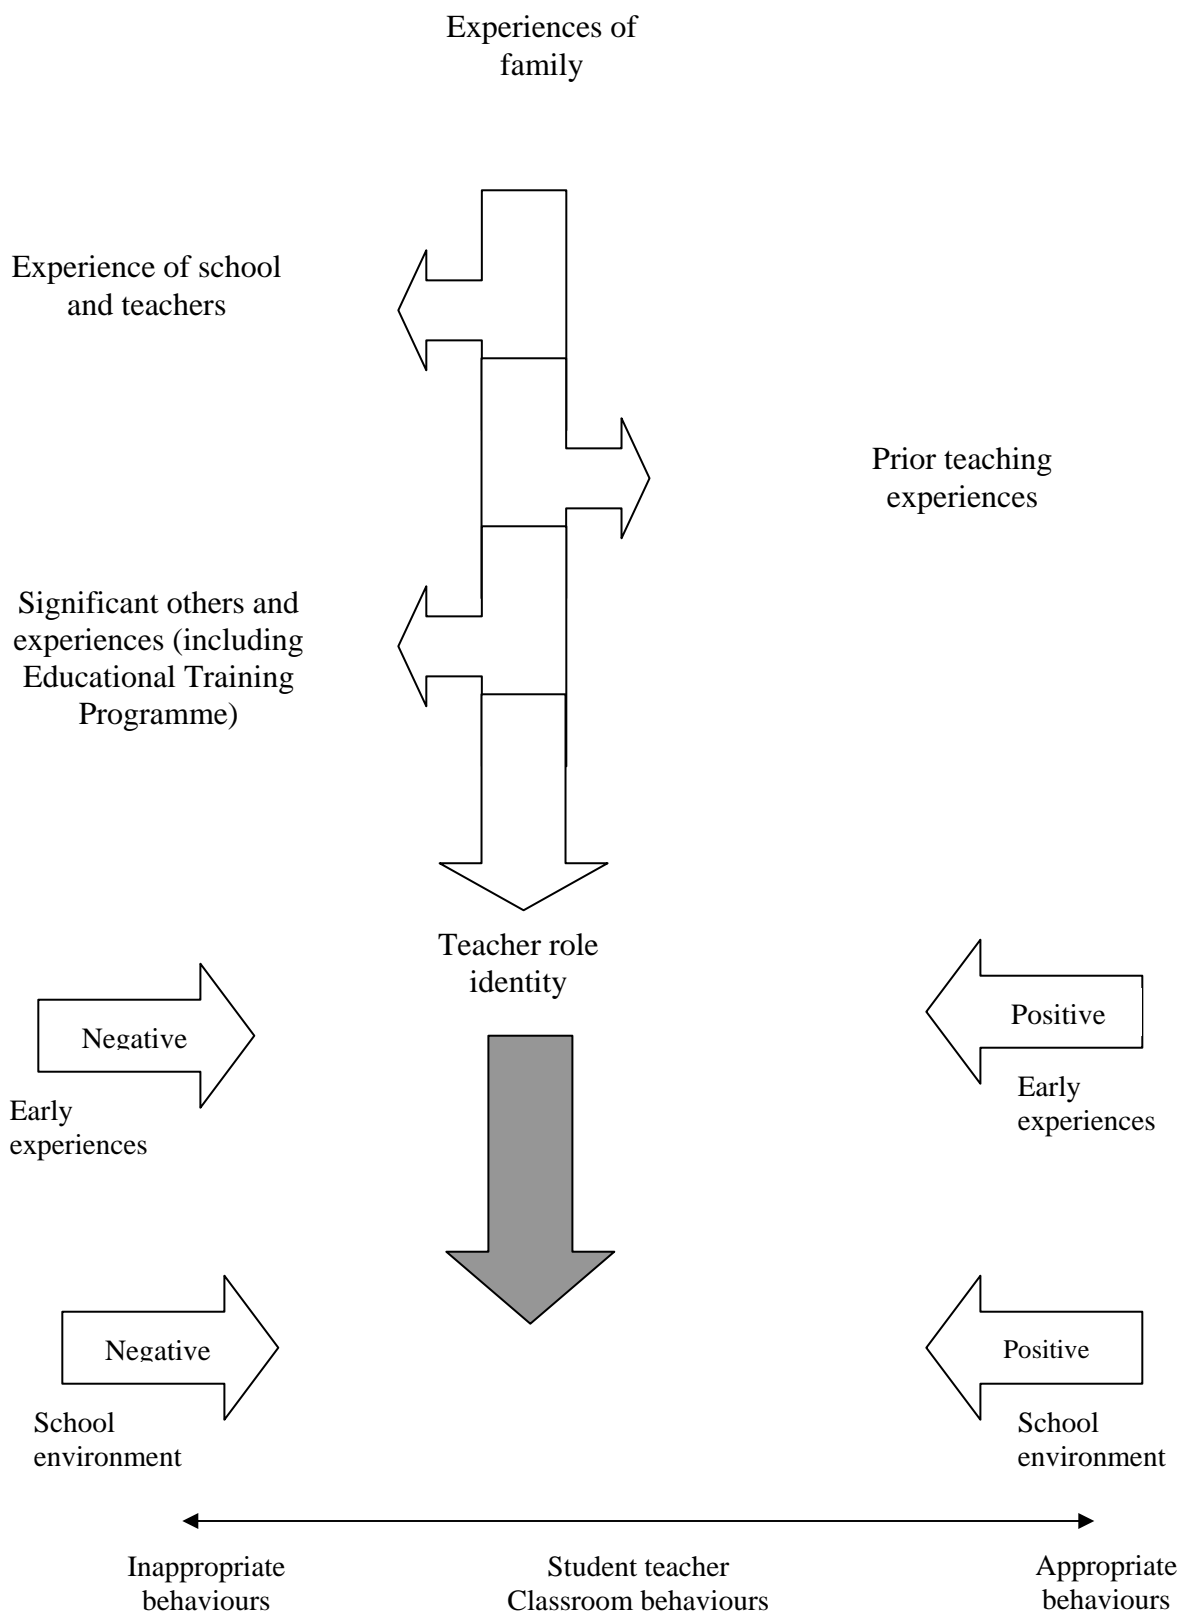 Experiences of
family
Experience of school
and teachers
Prior teaching
experiences
Significant others and
experiences (including
Educational Training
Programme)
Teacher role
identity
Negative
Positive
Early
experiences
Early
experiences
Negative
Positive
School
environment
School
environment
Inappropriate
behaviours
Student teacher
Classroom behaviours
Appropriate
behaviours